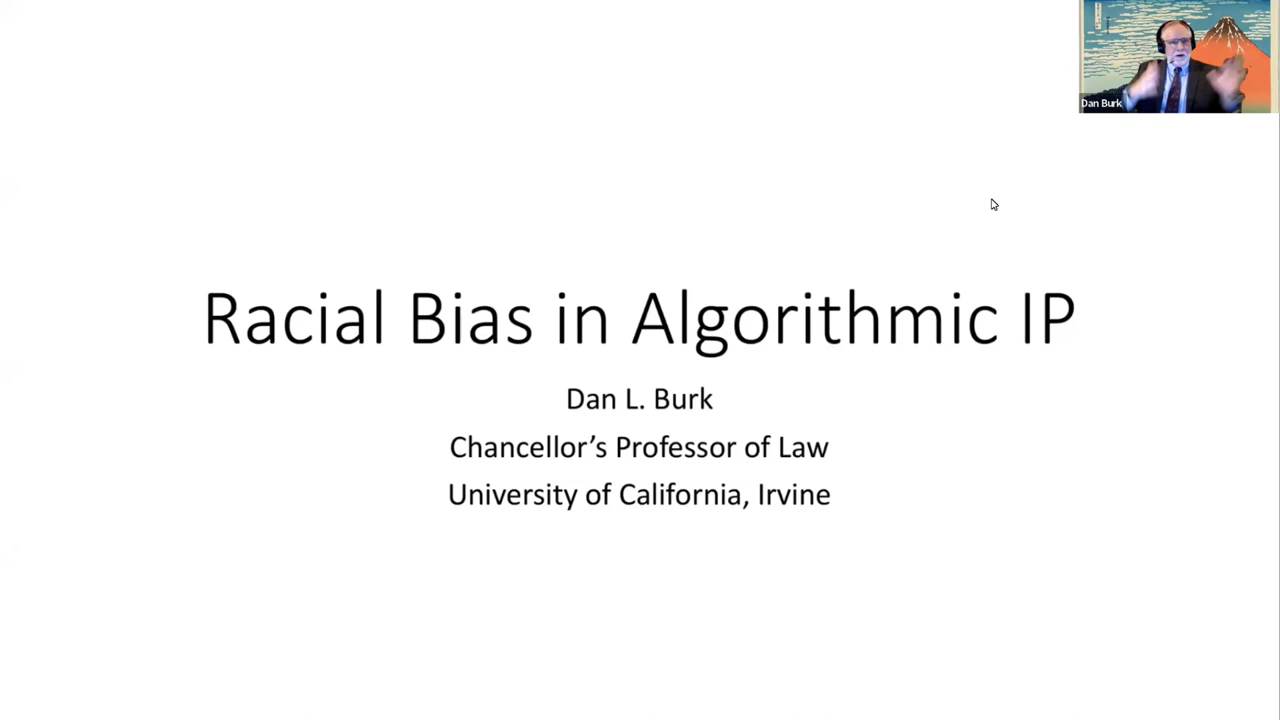 Dan Burk
Racial Bias in Algorithmic IP
Dan L. Burk
Chancellor’s Professor of Law
University of California, Irvine